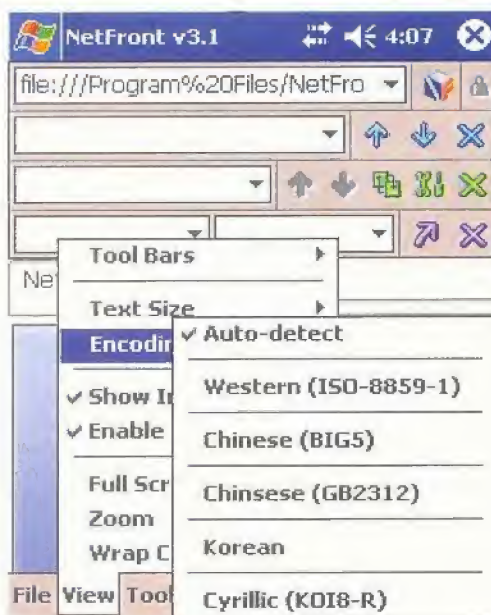 NetFront v3.1 4:07
file:///Program%20Files/NetFro
Ne
Tool Bars
Text Size
Encodin
Show I
Enable
Full Scr
Zoom
Wrap C
Auto-detect
Western (ISO-8859-1)
Chinese (BIG5)
Chinsese (GB2312)
Korean
Cyrillic (KOI8-R)
File View Tool